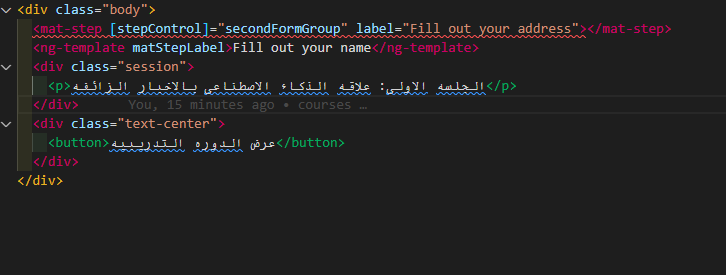 <div class="body">
<mat-step [stepControl]="secondFormGroup" label="Fill out your address"></mat-step>
<ng-template matStepLabel>Fill out your name</ng-template>
<div class="session">
<p>الجلسه الاولي: علاقه الذكاء الاصطناعي بالاخبار الزائفه</p>
</div> You, 15 minutes ago • courses …
<div class="text-center">
<button>عرض الدوره التدريبية</button>
</div>
</div>